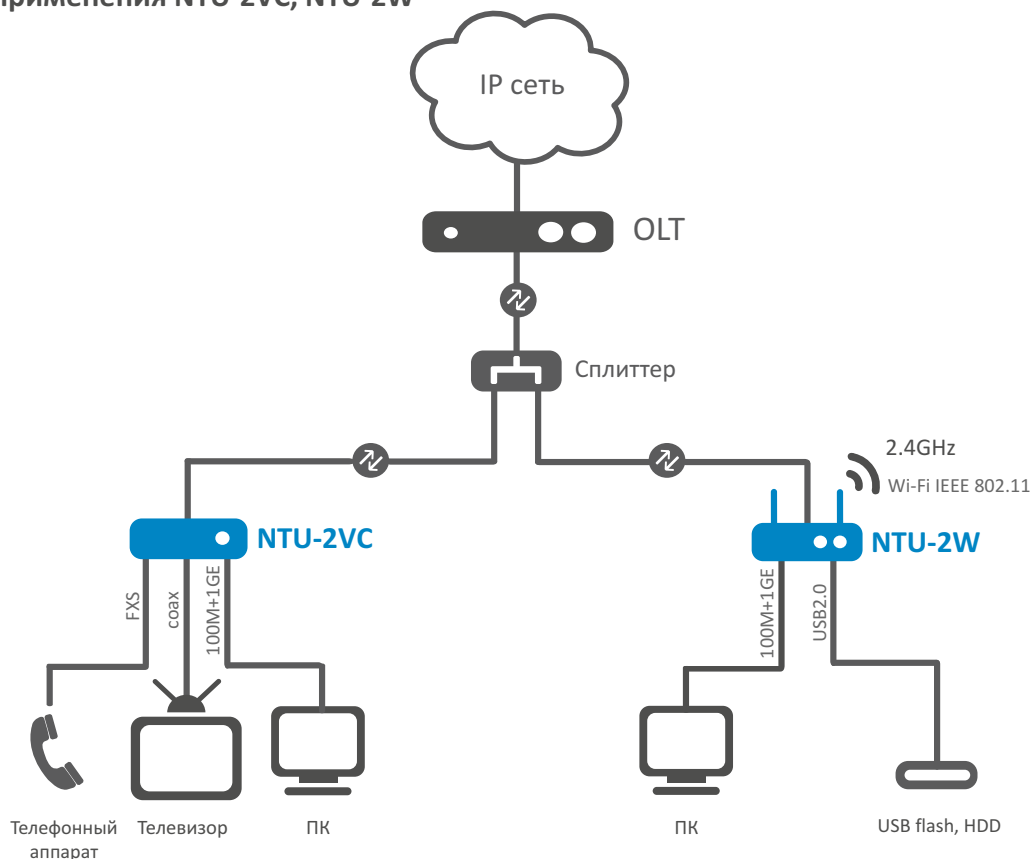 применения NTU-2VC, NTU-2W
IP сеть
OLT
Сплиттер
2.4GHz
Wi-Fi IEEE 802.11
NTU-2VC
NTU-2W
FXS
coax
100M+1GE
100M+1GE
USB2.0
Телефонный
аппарат
Телевизор
ПК
ПК
USB flash, HDD